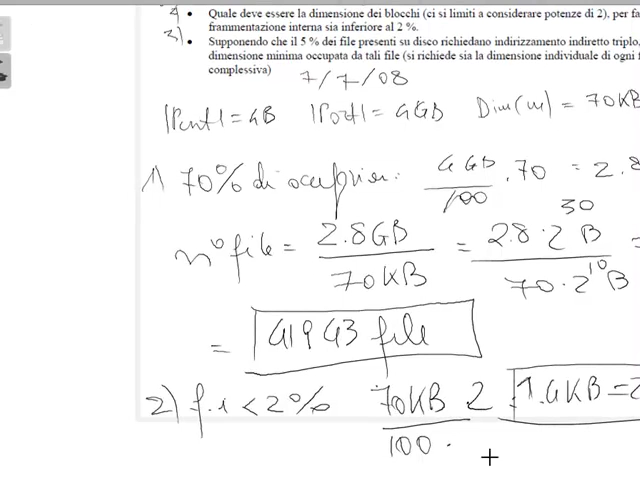 2) • Quale deve essere la dimensione dei blocchi (ci si limiti a considerare potenze di 2), per fa
frammentazione interna sia inferiore al 2 %.
3) • Supponendo che il 5 % dei file presenti su disco richiedano indirizzamento indiretto triplo,
dimensione minima occupata da tali file (si richiede sia la dimensione individuale di ogni f
complessiva)
7/7/08
|Punt| = 4B |Part| = 4GB Dim(m) = 70KB
1) 70% di occupazion: 4GB/100 · 70 = 2.8
n° file = 2.8GB/70KB = 2.8·2^30 B/70·2^10 B =
= 41943 file
2) f.i < 2% 70KB/100 · 2 1.4KB = 2